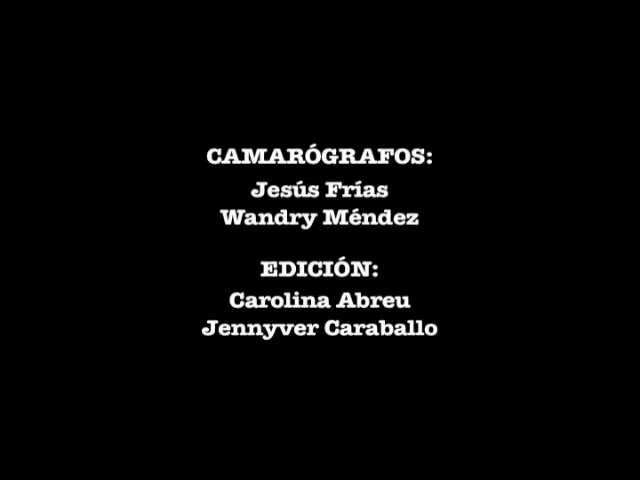 CAMARÓGRAFOS:
Jesús Frías
Wandry Méndez
EDICIÓN:
Carolina Abreu
Jennyver Caraballo